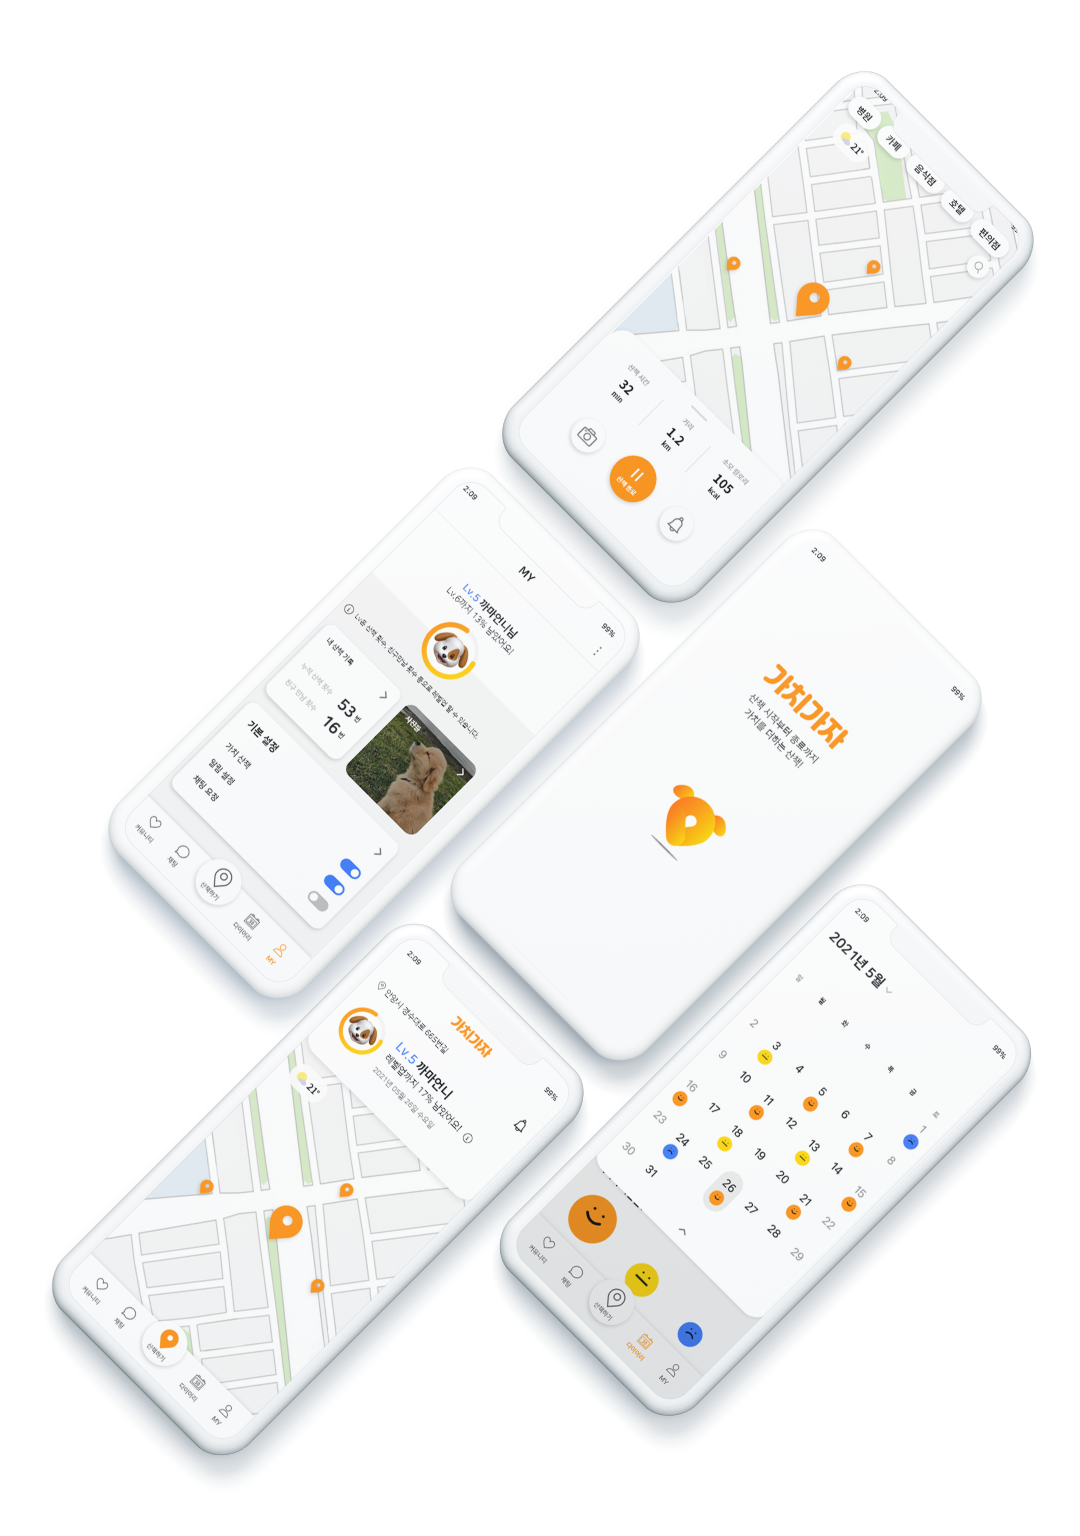 병원
카페
음식점
호텔
편의점
21°
산책 시간
32
min
거리
1.2
km
소모 칼로리
105
kcal
산책 종료
2:09
99%
MY
Lv.5 까마언니님
Lv.6까지 13% 남았어요!
Lv은 산책 횟수, 친구만남 횟수 등으로 레벨업 할 수 있습니다.
내 산책 기록
누적 산책 횟수
53 번
친구 만남 횟수
16 번
사진첩
기본 설정
가치 산책
알림 설정
채팅 요청
커뮤니티
채팅
산책하기
다이어리
MY
2:09
99%
가치가자
산책 시작부터 종료까지
가치를 더하는 산책!
2:09
99%
가치가자
안양시 경수대로 665번길
Lv.5 까마언니
레벨업까지 17% 남았어요!
2021년 05월 26일 수요일
21°
커뮤니티
채팅
산책하기
다이어리
MY
2:09
99%
2021년 5월
일 월 화 수 목 금 토
1
2 3 4 5 6 7 8
9 10 11 12 13 14 15
16 17 18 19 20 21 22
23 24 25 26 27 28 29
30 31
커뮤니티
채팅
산책하기
다이어리
MY